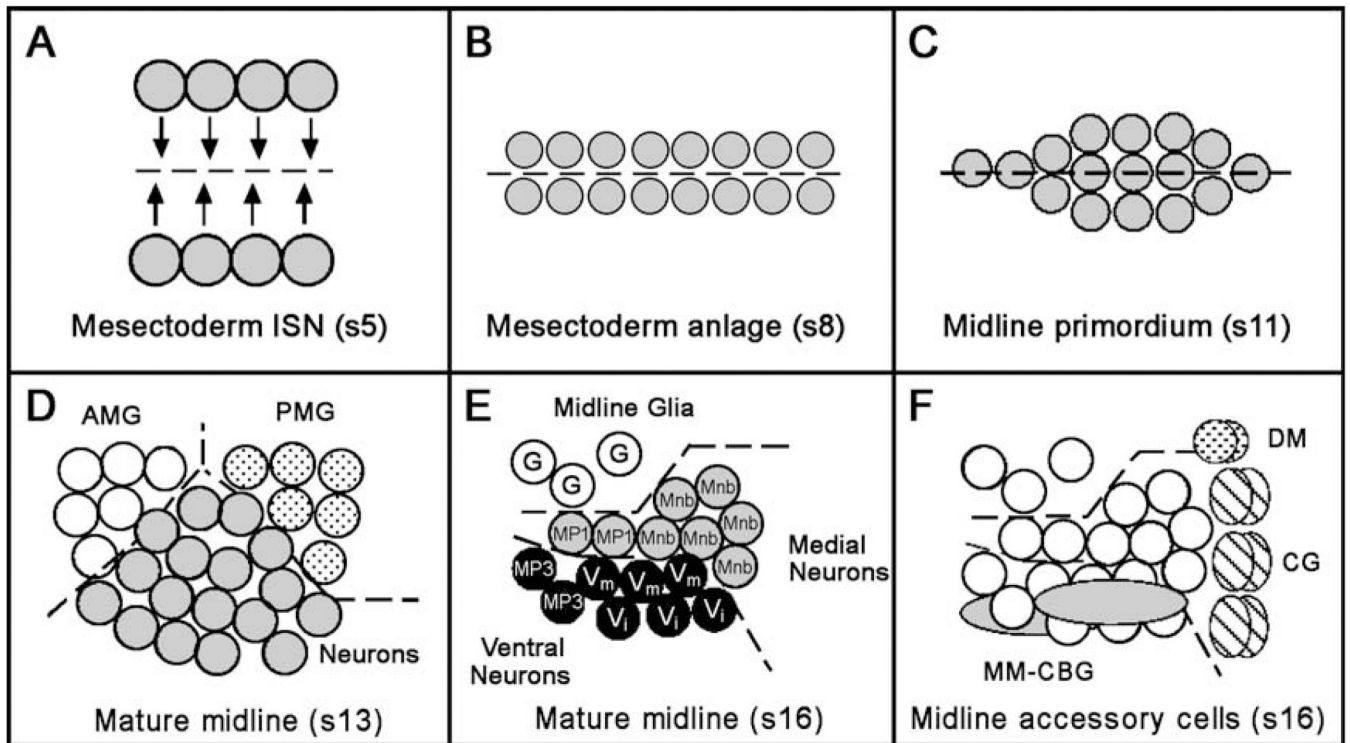 A
Mesectoderm ISN (s5)
B
Mesectoderm anlage (s8)
C
Midline primordium (s11)
D
AMG
PMG
Neurons
Mature midline (s13)
E
Midline Glia
G
G
G
Mnb
Mnb
MP1
MP1
Mnb
Mnb
Mnb
Mnb
MP3
Vm
Vm
Vm
MP3
Vi
Vi
Vi
Medial
Neurons
Ventral
Neurons
Mature midline (s16)
F
DM
CG
MM-CBG
Midline accessory cells (s16)